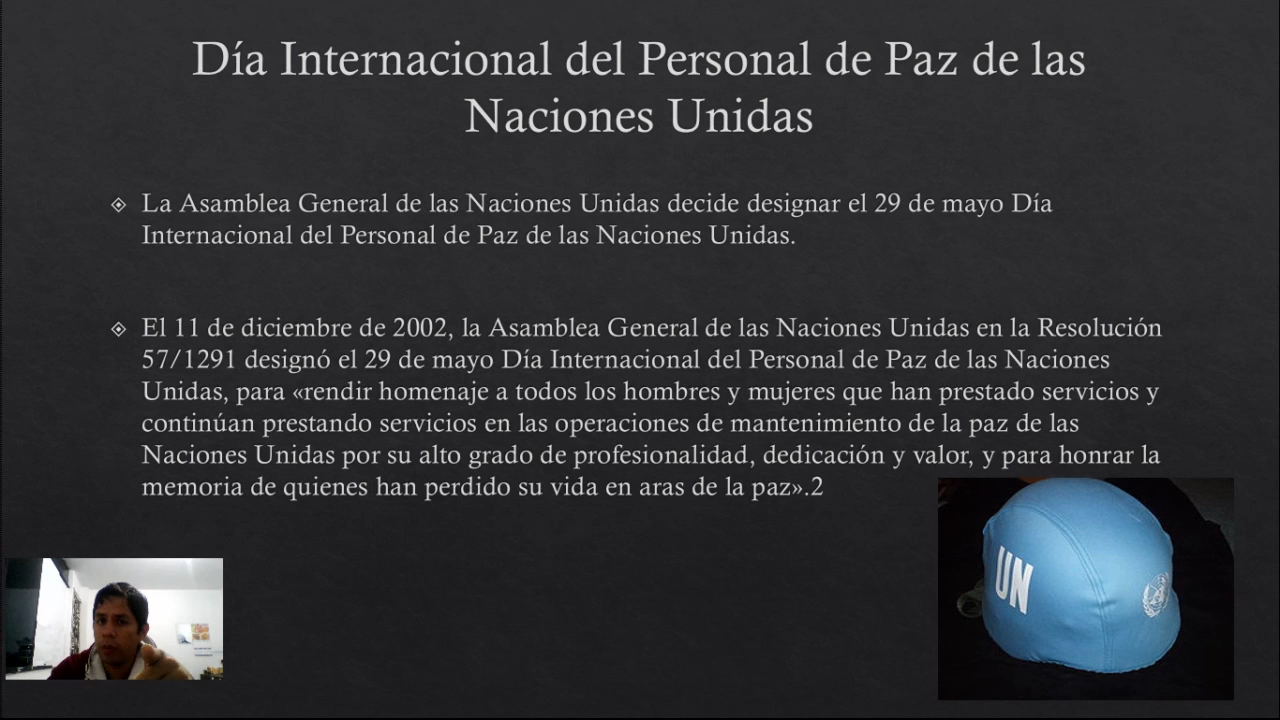 Día Internacional del Personal de Paz de las
Naciones Unidas
La Asamblea General de las Naciones Unidas decide designar el 29 de mayo Día
Internacional del Personal de Paz de las Naciones Unidas.
El 11 de diciembre de 2002, la Asamblea General de las Naciones Unidas en la Resolución
57/1291 designó el 29 de mayo Día Internacional del Personal de Paz de las Naciones
Unidas, para «rendir homenaje a todos los hombres y mujeres que han prestado servicios y
continúan prestando servicios en las operaciones de mantenimiento de la paz de las
Naciones Unidas por su alto grado de profesionalidad, dedicación y valor, y para honrar la
memoria de quienes han perdido su vida en aras de la paz».2
UN